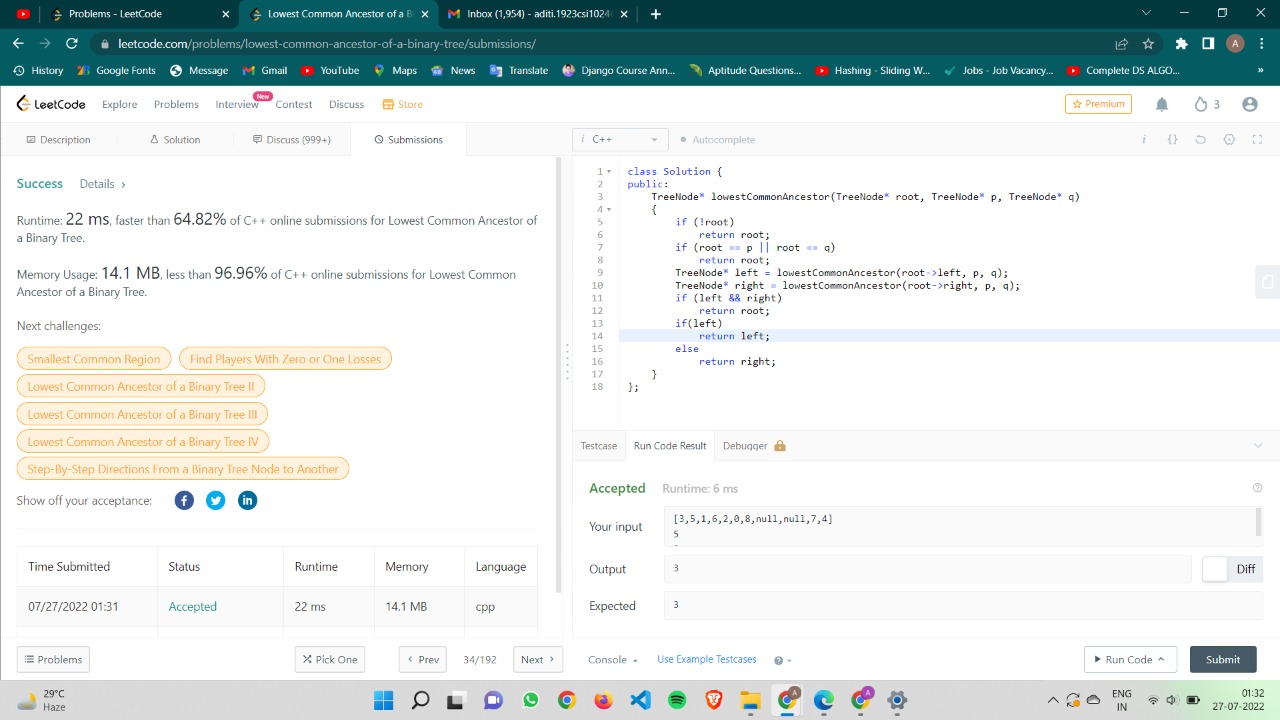 Problems - LeetCode
Lowest Common Ancestor of a B
Inbox (1,954) - aditi.1923csi1024
leetcode.com/problems/lowest-common-ancestor-of-a-binary-tree/submissions/
A
History
Google Fonts
Message
Gmail
YouTube
Maps
News
Translate
Django Course Ann...
Aptitude Questions...
Hashing - Sliding W...
Jobs - Job Vacancy...
Complete DS ALGO...
»
LeetCode
Explore
Problems
Interview
New
Contest
Discuss
Store
Premium
3
Description
Solution
Discuss (999+)
Submissions
i C++
Autocomplete
i
{}
Success
Details ›
Runtime: 22 ms, faster than 64.82% of C++ online submissions for Lowest Common Ancestor of
a Binary Tree.
Memory Usage: 14.1 MB, less than 96.96% of C++ online submissions for Lowest Common
Ancestor of a Binary Tree.
Next challenges:
Smallest Common Region
Find Players With Zero or One Losses
Lowest Common Ancestor of a Binary Tree II
Lowest Common Ancestor of a Binary Tree III
Lowest Common Ancestor of a Binary Tree IV
Step-By-Step Directions From a Binary Tree Node to Another
Show off your acceptance:
Time Submitted Status Runtime Memory Language
07/27/2022 01:31 Accepted 22 ms 14.1 MB cpp
1 class Solution {
2 public:
3 TreeNode* lowestCommonAncestor(TreeNode* root, TreeNode* p, TreeNode* q)
4 {
5 if (!root)
6 return root;
7 if (root == p || root == q)
8 return root;
9 TreeNode* left = lowestCommonAncestor(root->left, p, q);
10 TreeNode* right = lowestCommonAncestor(root->right, p, q);
11 if (left && right)
12 return root;
13 if(left)
14 return left;
15 else
16 return right;
17 }
18 };
Testcase
Run Code Result
Debugger
Accepted
Runtime: 6 ms
Your input
[3,5,1,6,2,0,8,null,null,7,4]
5
Output
3
Diff
Expected
3
Problems
Pick One
‹ Prev
34/192
Next ›
Console
Use Example Testcases
Run Code
Submit
29°C
Haze
A
A
ENG
IN
01:32
27-07-2022